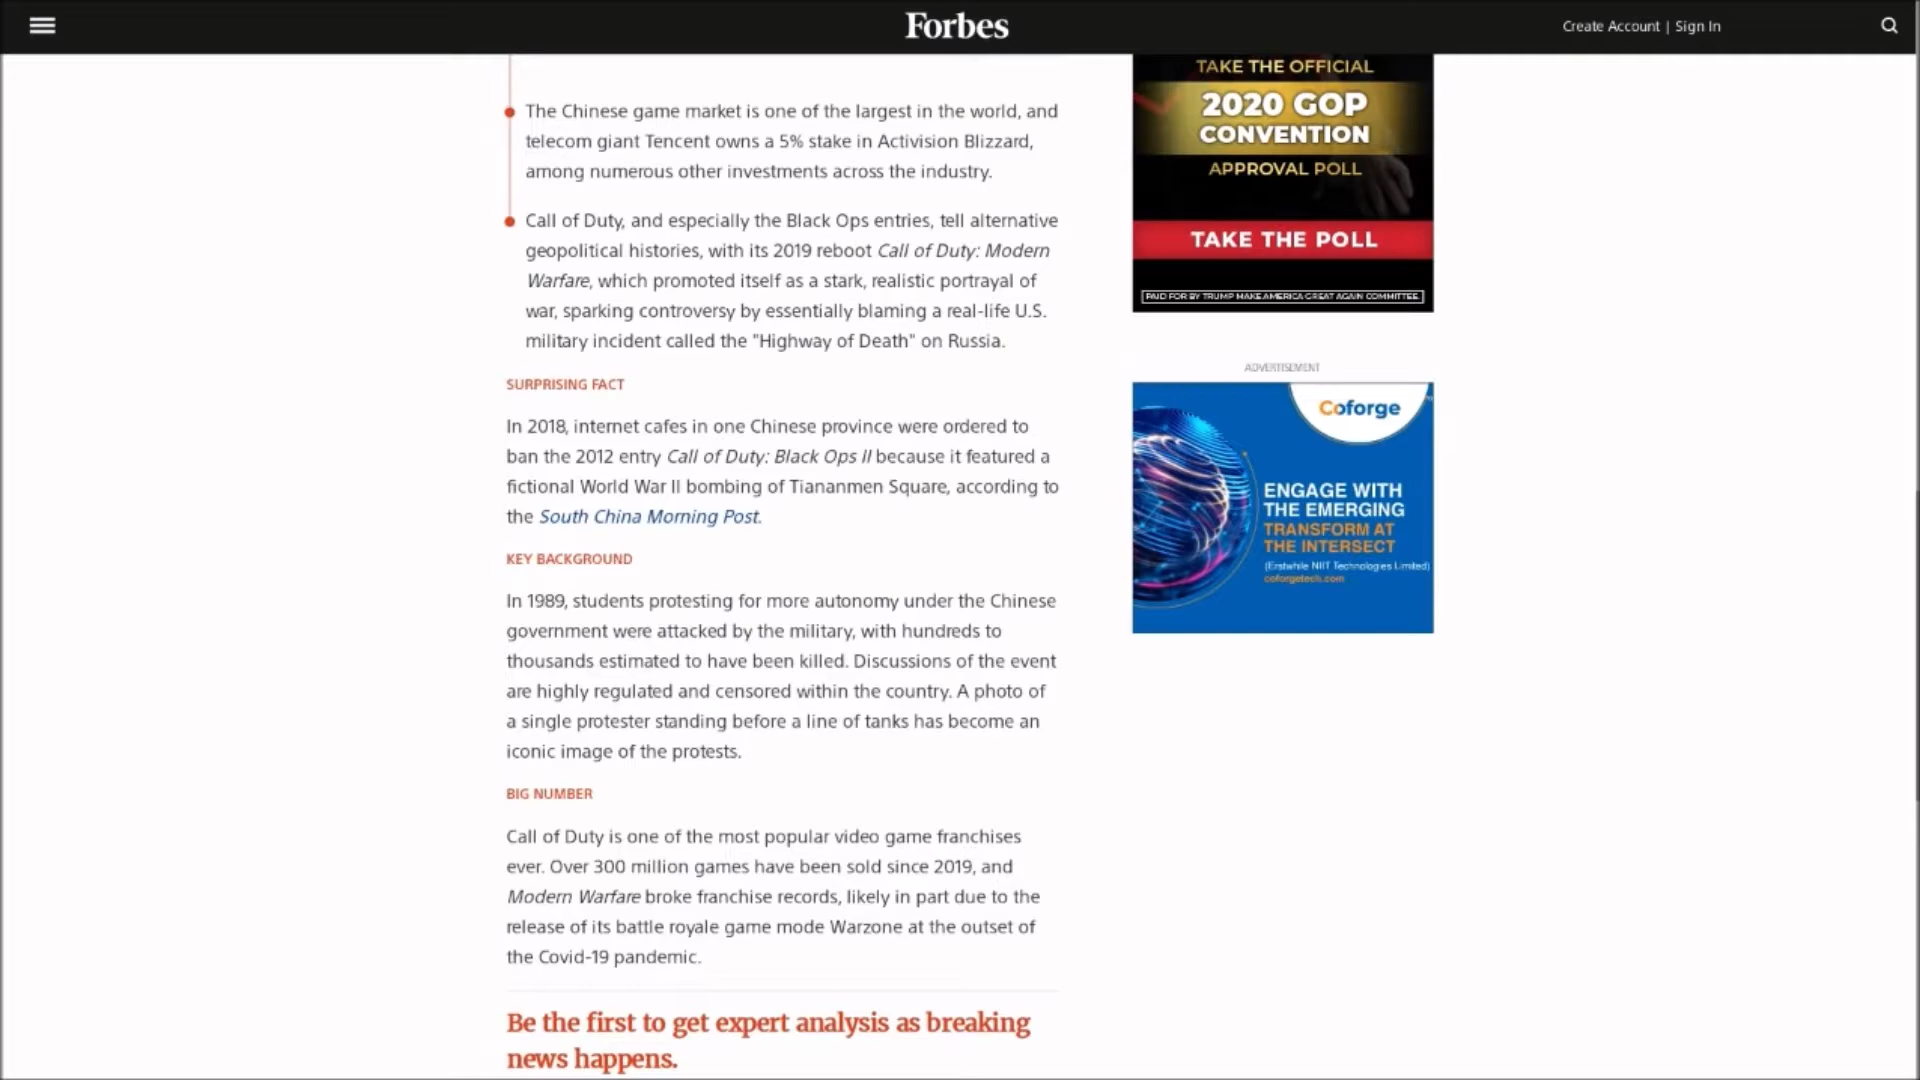 Forbes
Create Account | Sign In
The Chinese game market is one of the largest in the world, and
telecom giant Tencent owns a 5% stake in Activision Blizzard,
among numerous other investments across the industry.
Call of Duty, and especially the Black Ops entries, tell alternative
geopolitical histories, with its 2019 reboot Call of Duty: Modern
Warfare, which promoted itself as a stark, realistic portrayal of
war, sparking controversy by essentially blaming a real-life U.S.
military incident called the "Highway of Death" on Russia.
SURPRISING FACT
In 2018, internet cafes in one Chinese province were ordered to
ban the 2012 entry Call of Duty: Black Ops II because it featured a
fictional World War II bombing of Tiananmen Square, according to
the South China Morning Post.
KEY BACKGROUND
In 1989, students protesting for more autonomy under the Chinese
government were attacked by the military, with hundreds to
thousands estimated to have been killed. Discussions of the event
are highly regulated and censored within the country. A photo of
a single protester standing before a line of tanks has become an
iconic image of the protests.
BIG NUMBER
Call of Duty is one of the most popular video game franchises
ever. Over 300 million games have been sold since 2019, and
Modern Warfare broke franchise records, likely in part due to the
release of its battle royale game mode Warzone at the outset of
the Covid-19 pandemic.
Be the first to get expert analysis as breaking
news happens.
TAKE THE OFFICIAL
2020 GOP
CONVENTION
APPROVAL POLL
TAKE THE POLL
PAID FOR BY TRUMP MAKE AMERICA GREAT AGAIN COMMITTEE.
ADVERTISEMENT
Coforge
ENGAGE WITH
THE EMERGING
TRANSFORM AT
THE INTERSECT
(Erstwhile NIIT Technologies Limited)
coforgetech.com